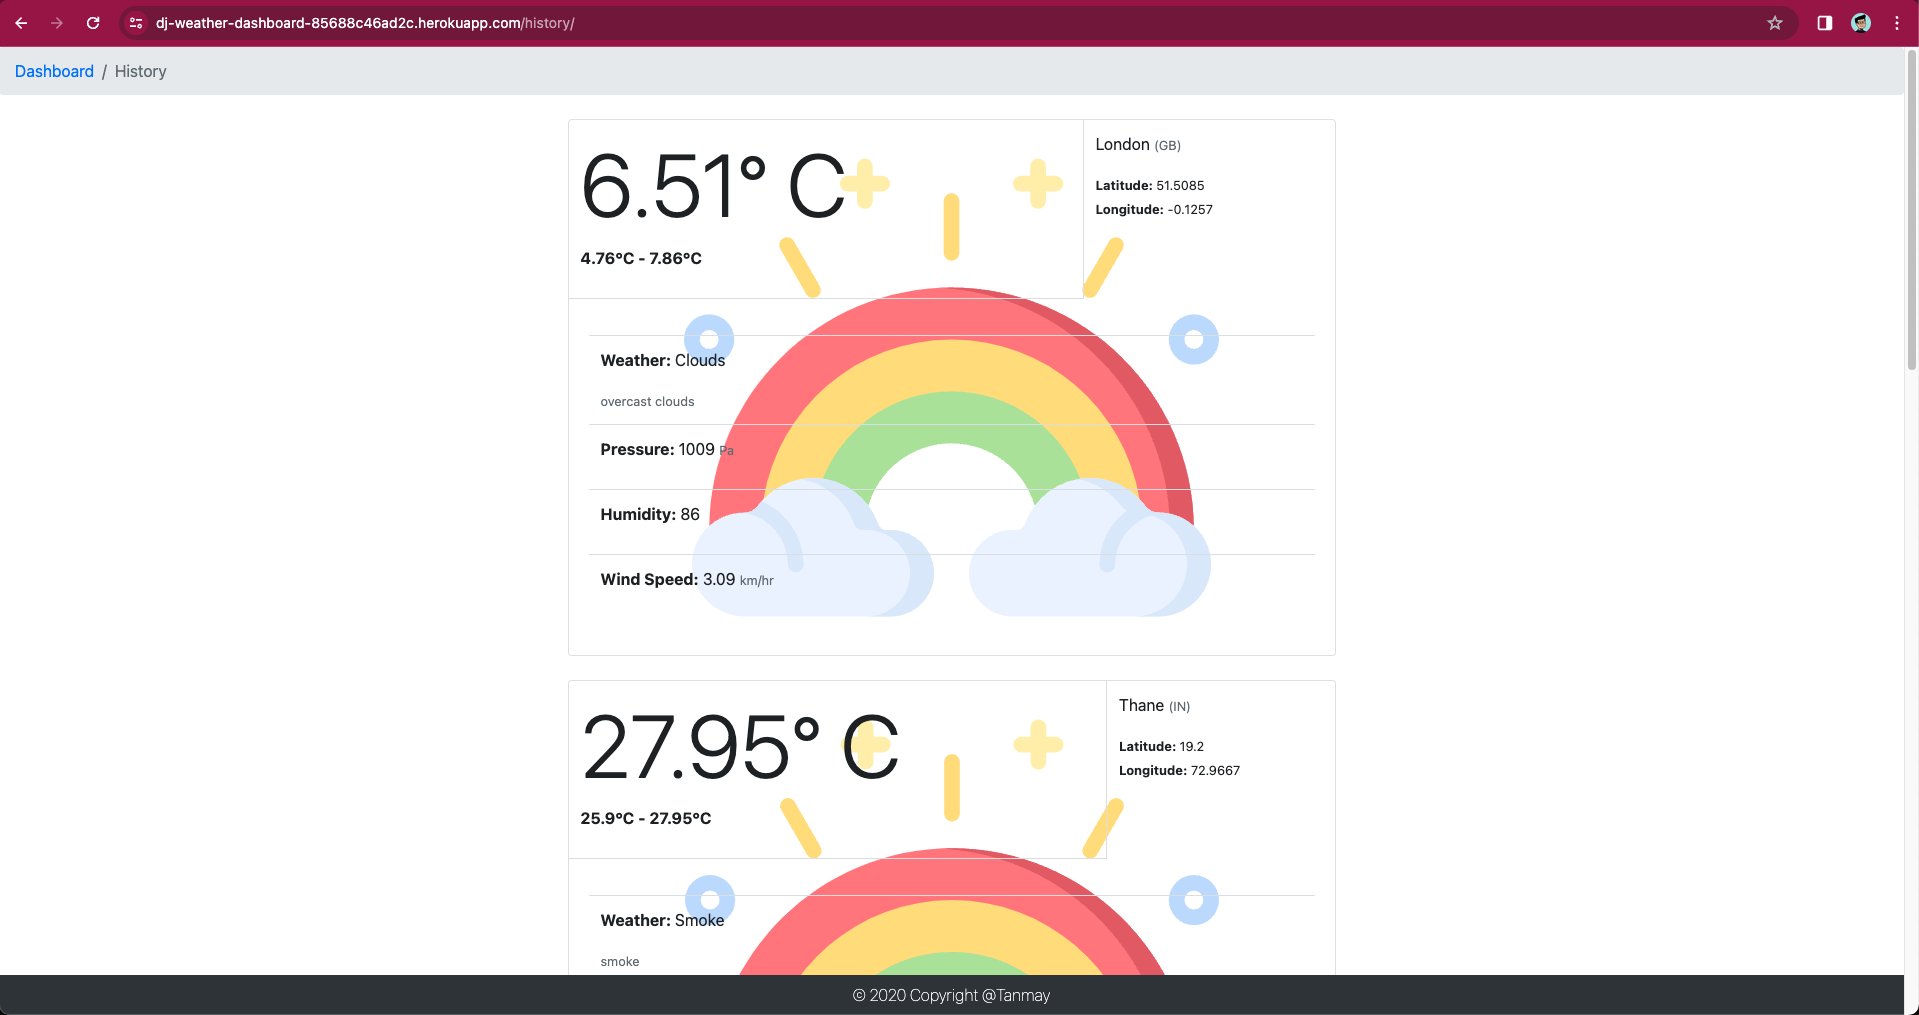 dj-weather-dashboard-85688c46ad2c.herokuapp.com/history/
Dashboard / History
6.51° C
4.76°C - 7.86°C
London (GB)
Latitude: 51.5085
Longitude: -0.1257
Weather: Clouds
overcast clouds
Pressure: 1009 Pa
Humidity: 86
Wind Speed: 3.09 km/hr
27.95° C
25.9°C - 27.95°C
Thane (IN)
Latitude: 19.2
Longitude: 72.9667
Weather: Smoke
smoke
© 2020 Copyright @Tanmay